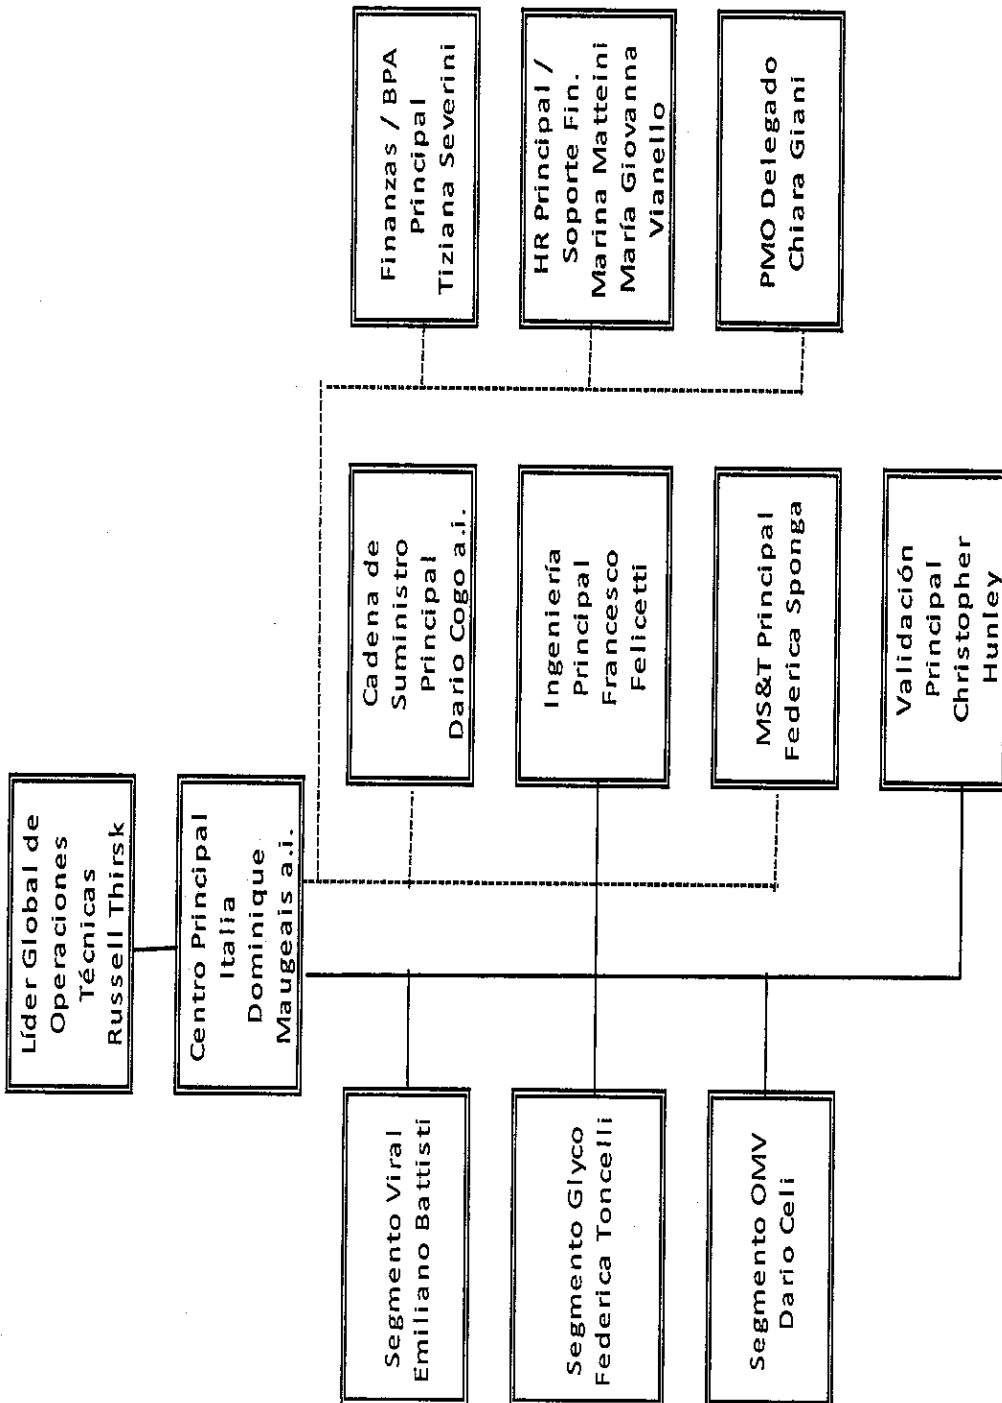 Líder Global de
Operaciones
Técnicas
Russell Thirsk
Centro Principal
Italia
Dominique
Maugeais a.i.
Segmento Viral
Emiliano Battisti
Segmento Glyco
Federica Toncelli
Segmento OMV
Dario Celi
Cadena de
Suministro
Principal
Dario Cogo a.i.
Ingeniería
Principal
Francesco
Felicetti
MS&T Principal
Federica Sponga
Validación
Principal
Christopher
Hunley
Finanzas / BPA
Principal
Tiziana Severini
HR Principal /
Soporte Fin.
Marina Matteini
María Giovanna
Vianello
PMO Delegado
Chiara Giani